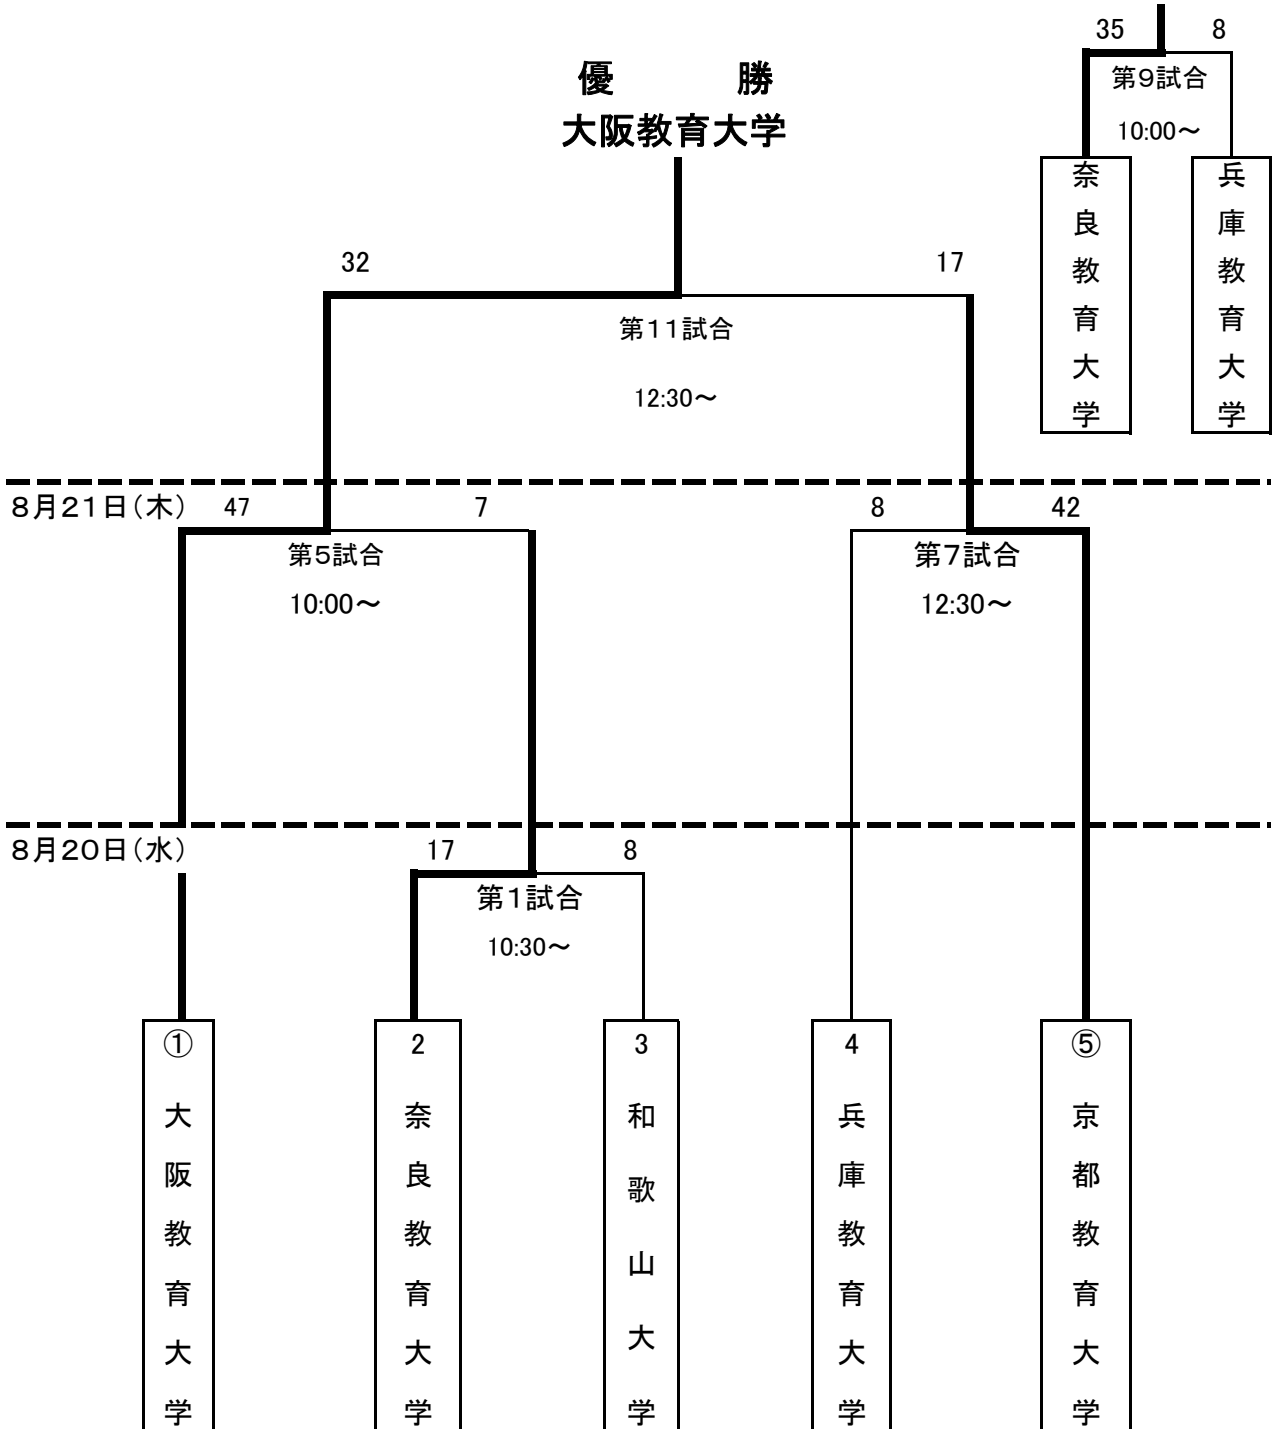 35 8
優 勝
第9試合
大阪教育大学
10:00～
奈良教育大学
兵庫教育大学
32 17
第11試合
12:30～
8月21日(木) 47 7 8 42
第5試合 第7試合
10:00～ 12:30～
8月20日(水) 17 8
第1試合
10:30～
① 大阪教育大学
2 奈良教育大学
3 和歌山大学
4 兵庫教育大学
⑤ 京都教育大学